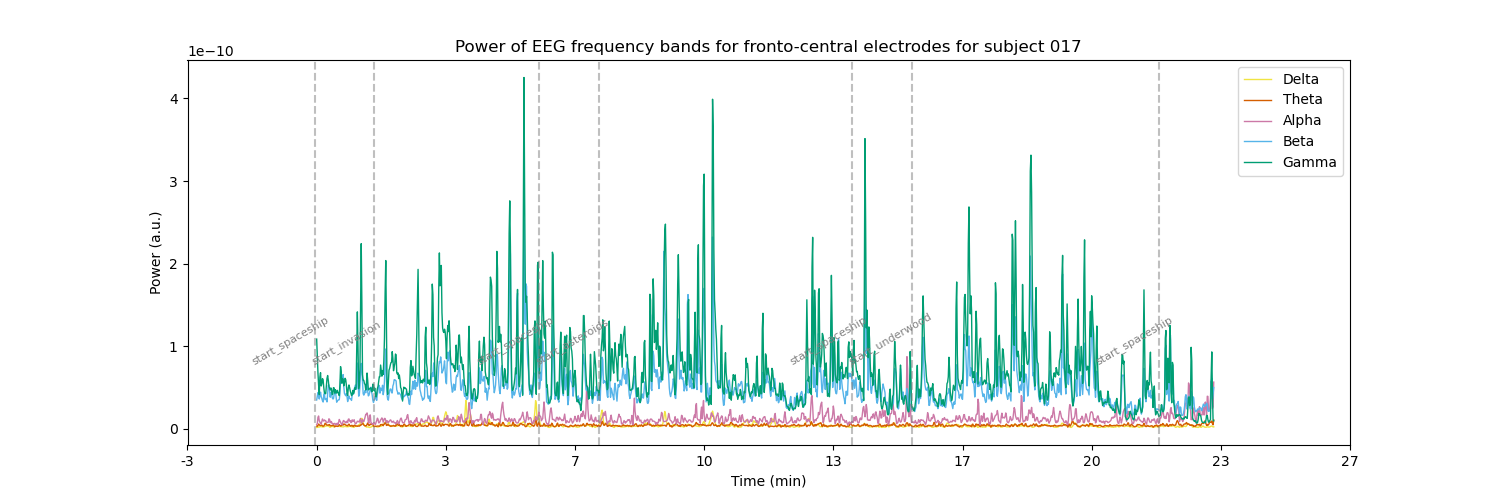 Power of EEG frequency bands for fronto-central electrodes for subject 017
1e−10
Power (a.u.)
4
3
2
1
0
start_spaceship
start_invasion
start_spaceship
start_asteroids
start_spaceship
start_underwood
start_spaceship
Delta
Theta
Alpha
Beta
Gamma
-3
0
3
7
10
13
17
20
23
27
Time (min)